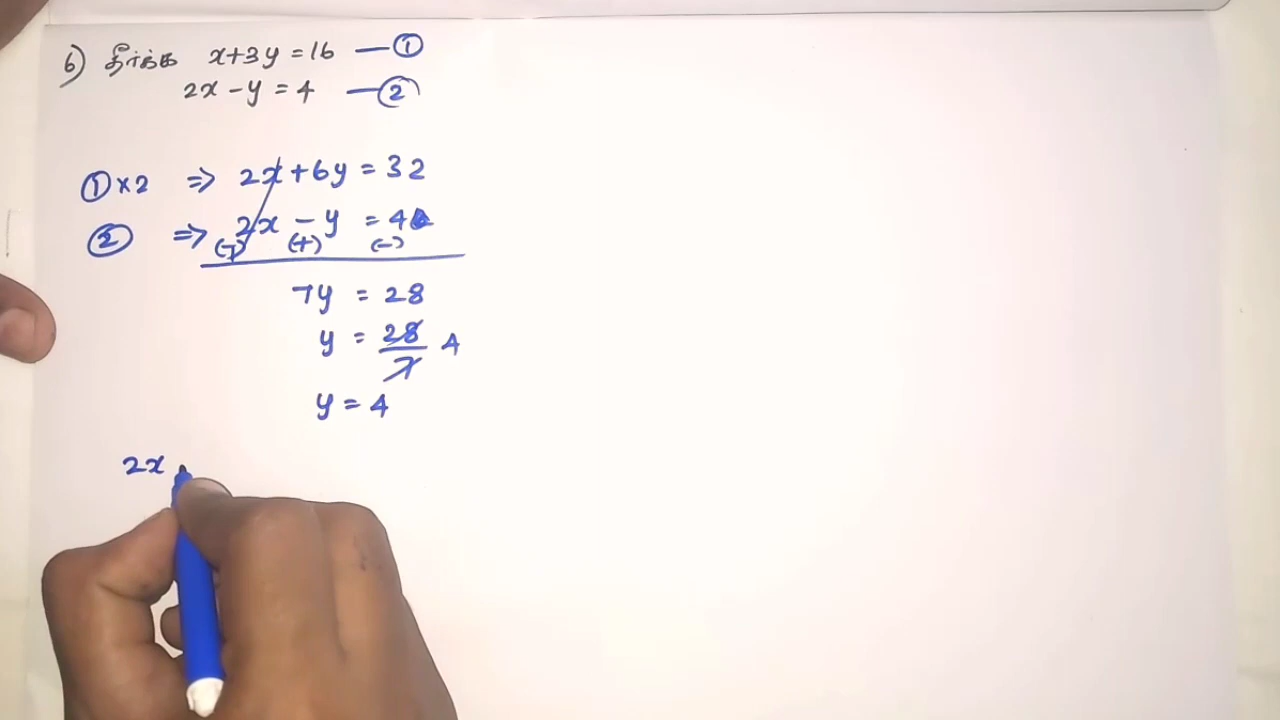 6) தீர்க்க x+3y = 16 — ①
2x - y = 4 — ②
① × 2 ⇒ 2x + 6y = 32
② ⇒ 2x - y = 4
(-) (+) (-)
7y = 28
y = 28/7 4
y = 4
2x